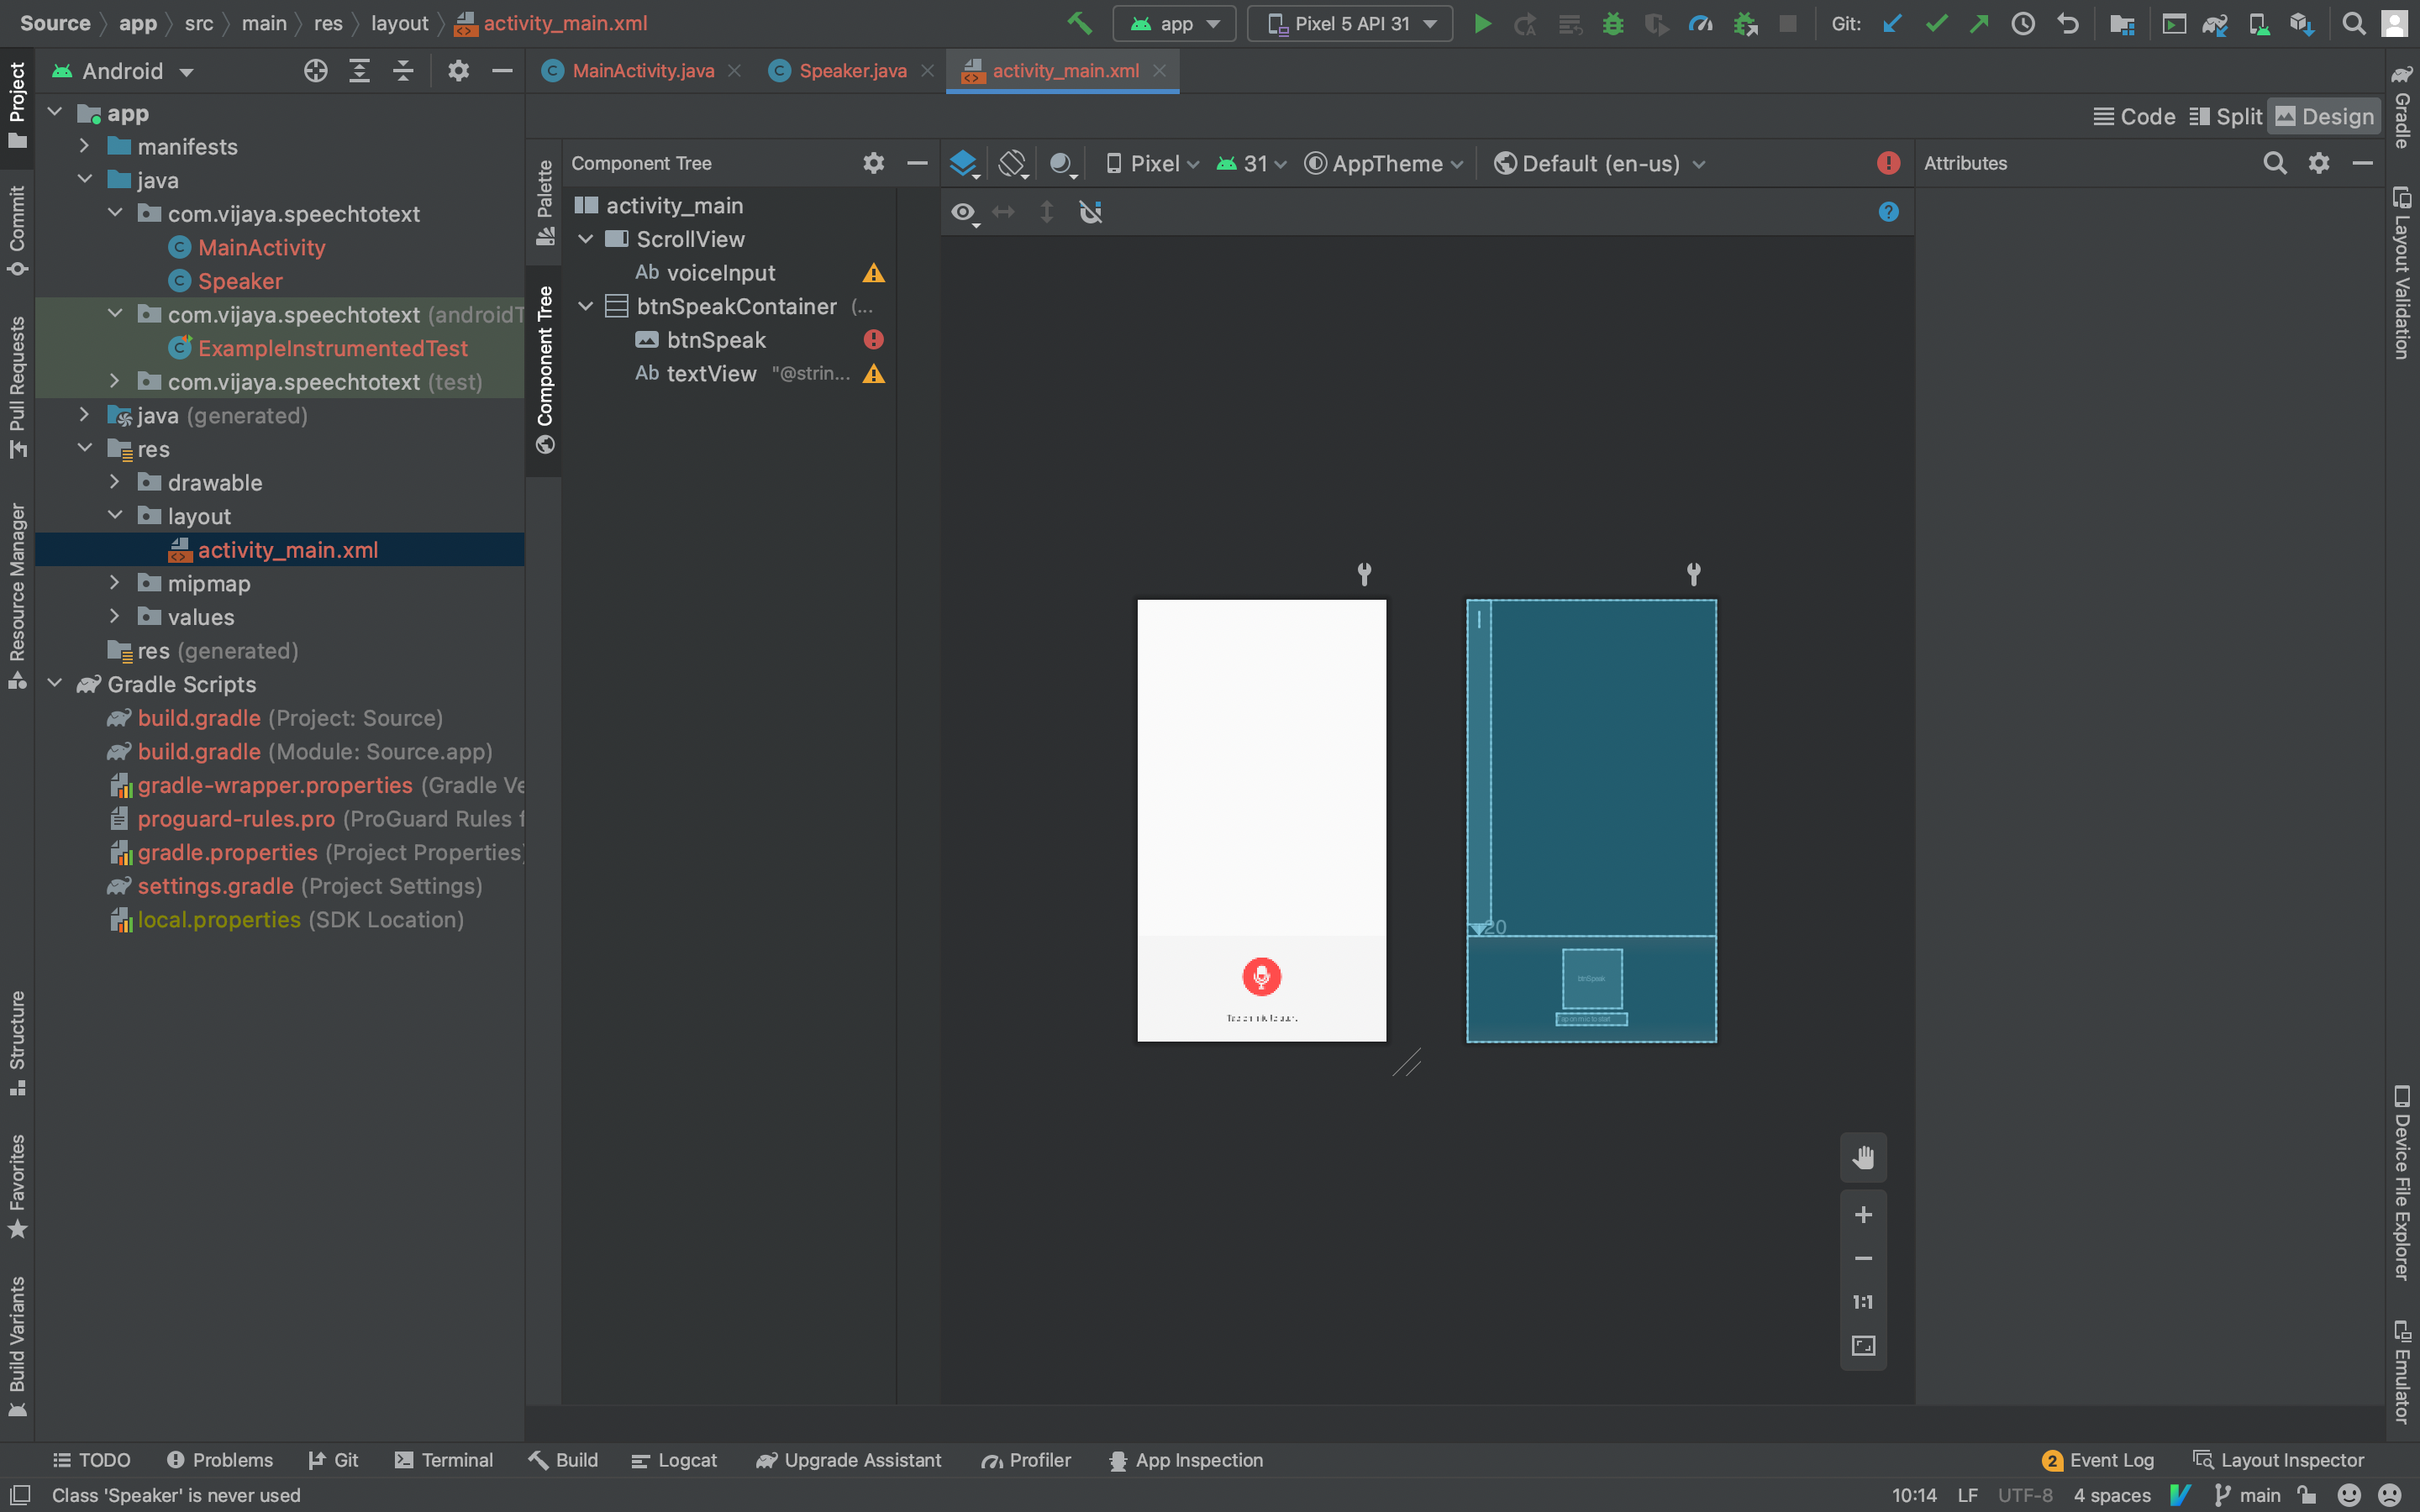 Source app src main res layout activity_main.xml
app Pixel 5 API 31 Git:
Android
MainActivity.java Speaker.java activity_main.xml
Code Split Design
Project
Commit
Pull Requests
Resource Manager
Structure
Favorites
Build Variants
app
manifests
java
com.vijaya.speechtotext
MainActivity
Speaker
com.vijaya.speechtotext (androidT
ExampleInstrumentedTest
com.vijaya.speechtotext (test)
java (generated)
res
drawable
layout
activity_main.xml
mipmap
values
res (generated)
Gradle Scripts
build.gradle (Project: Source)
build.gradle (Module: Source.app)
gradle-wrapper.properties (Gradle Ve
proguard-rules.pro (ProGuard Rules f
gradle.properties (Project Properties)
settings.gradle (Project Settings)
local.properties (SDK Location)
Palette
Component Tree
Component Tree
activity_main
ScrollView
Ab voiceInput
btnSpeakContainer (...
btnSpeak
Ab textView "@strin...
Pixel 31 AppTheme Default (en-us)
20
btnSpeak
Tap on mic to start
1:1
Attributes
Gradle
Layout Validation
Device File Explorer
Emulator
TODO Problems Git Terminal Build Logcat Upgrade Assistant Profiler App Inspection 2 Event Log Layout Inspector
Class 'Speaker' is never used 10:14 LF UTF-8 4 spaces main